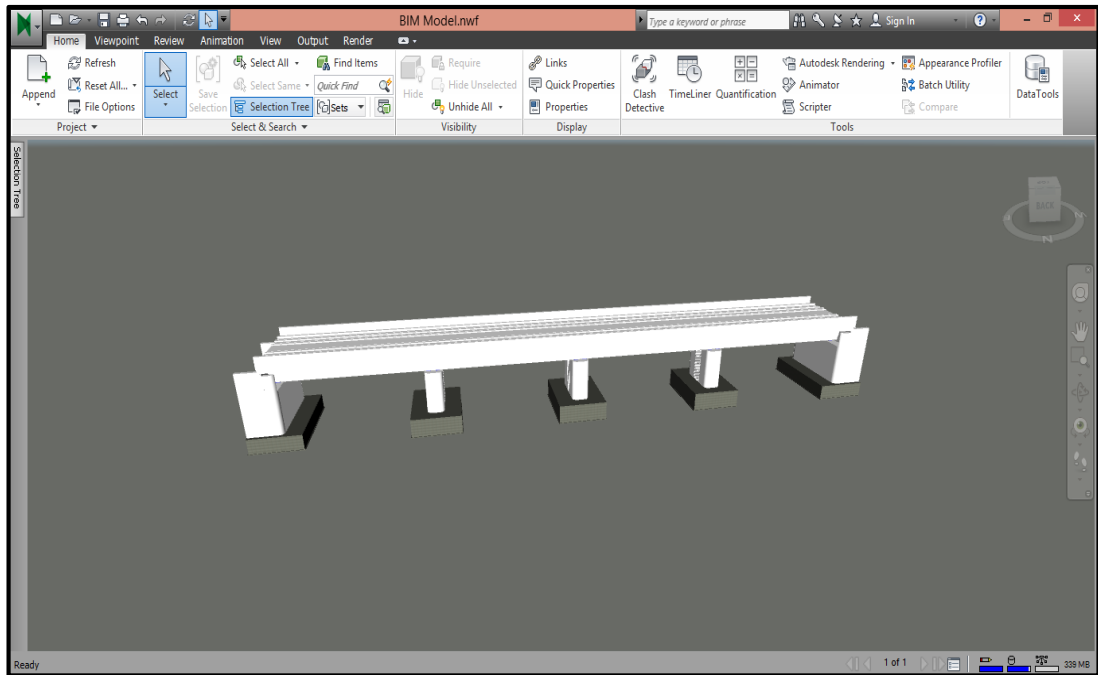 BIM Model.nwf
Type a keyword or phrase
Sign In
Home Viewpoint Review Animation View Output Render
Append
Refresh
Reset All...
File Options
Project
Select
Save Selection
Select All
Select Same
Selection Tree
Find Items
Quick Find
Sets
Select & Search
Hide
Require
Hide Unselected
Unhide All
Visibility
Links
Quick Properties
Properties
Display
Clash Detective
TimeLiner
Quantification
Autodesk Rendering
Animator
Scripter
Appearance Profiler
Batch Utility
Compare
Tools
DataTools
Selection Tree
BACK
N
N
Ready
1 of 1
339 MB